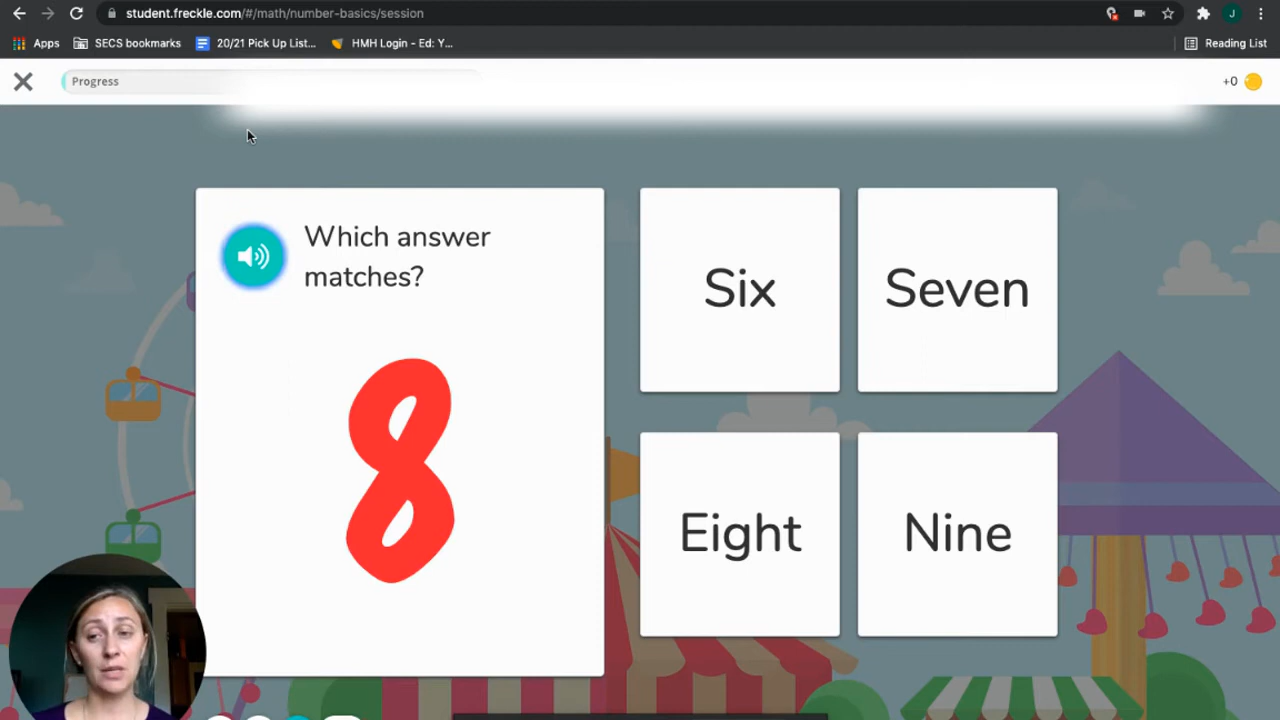 student.freckle.com/#/math/number-basics/session
J
Apps
SECS bookmarks
20/21 Pick Up List...
HMH Login - Ed: Y...
Reading List
Progress
+0
Which answer
matches?
8
Six
Seven
Eight
Nine